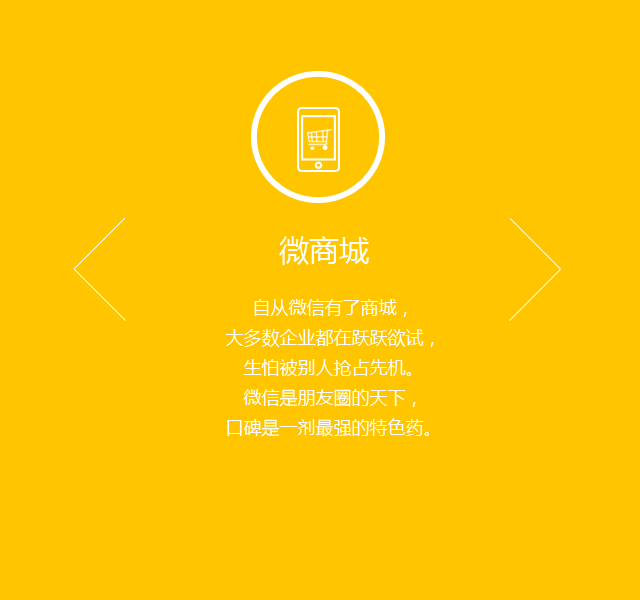 微商城
自从微信有了商城，
大多数企业都在跃跃欲试，
生怕被别人抢占先机。
微信是朋友圈的天下，
口碑是一剂最强的特色药。